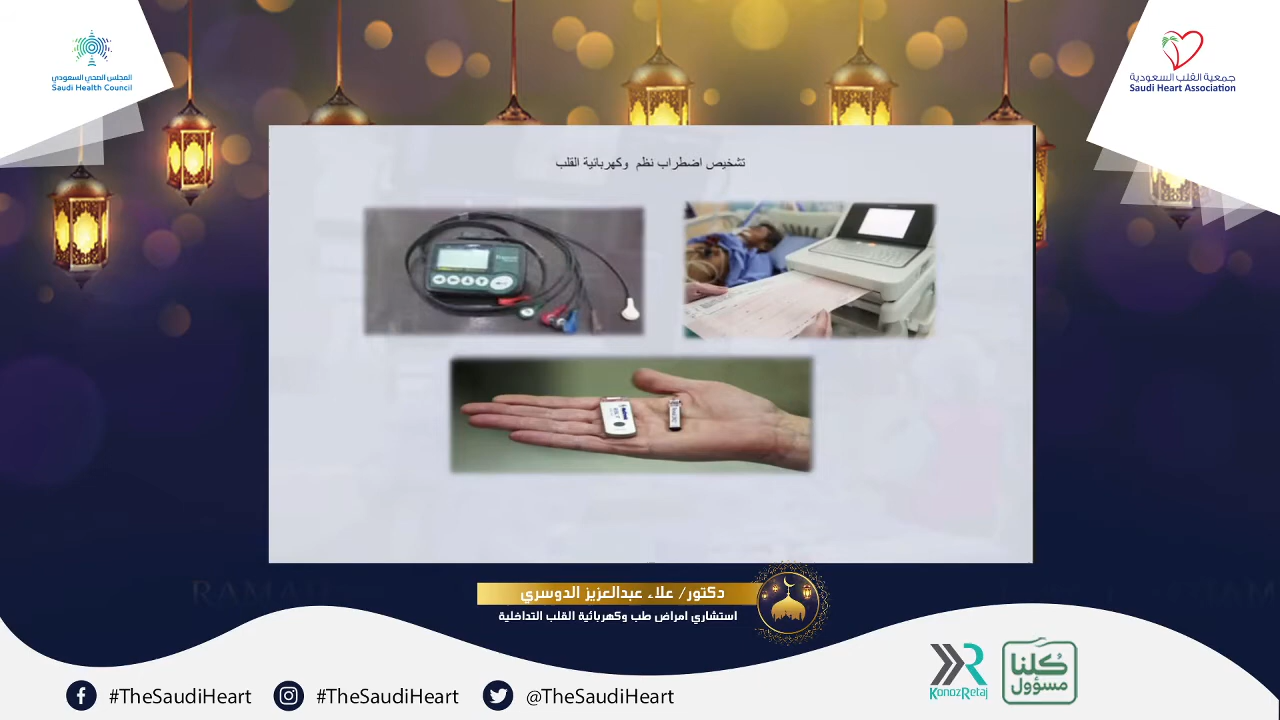 المجلس الصحي السعودي
Saudi Health Council
جمعية القلب السعودية
Saudi Heart Association
تشخيص اضطراب نظم وكهربائية القلب
دكتور/ علاء عبدالعزيز الدوسري
استشاري امراض طب وكهربائية القلب التداخلية
#TheSaudiHeart
#TheSaudiHeart
@TheSaudiHeart
KonozRetaj
كلنا
مسؤول